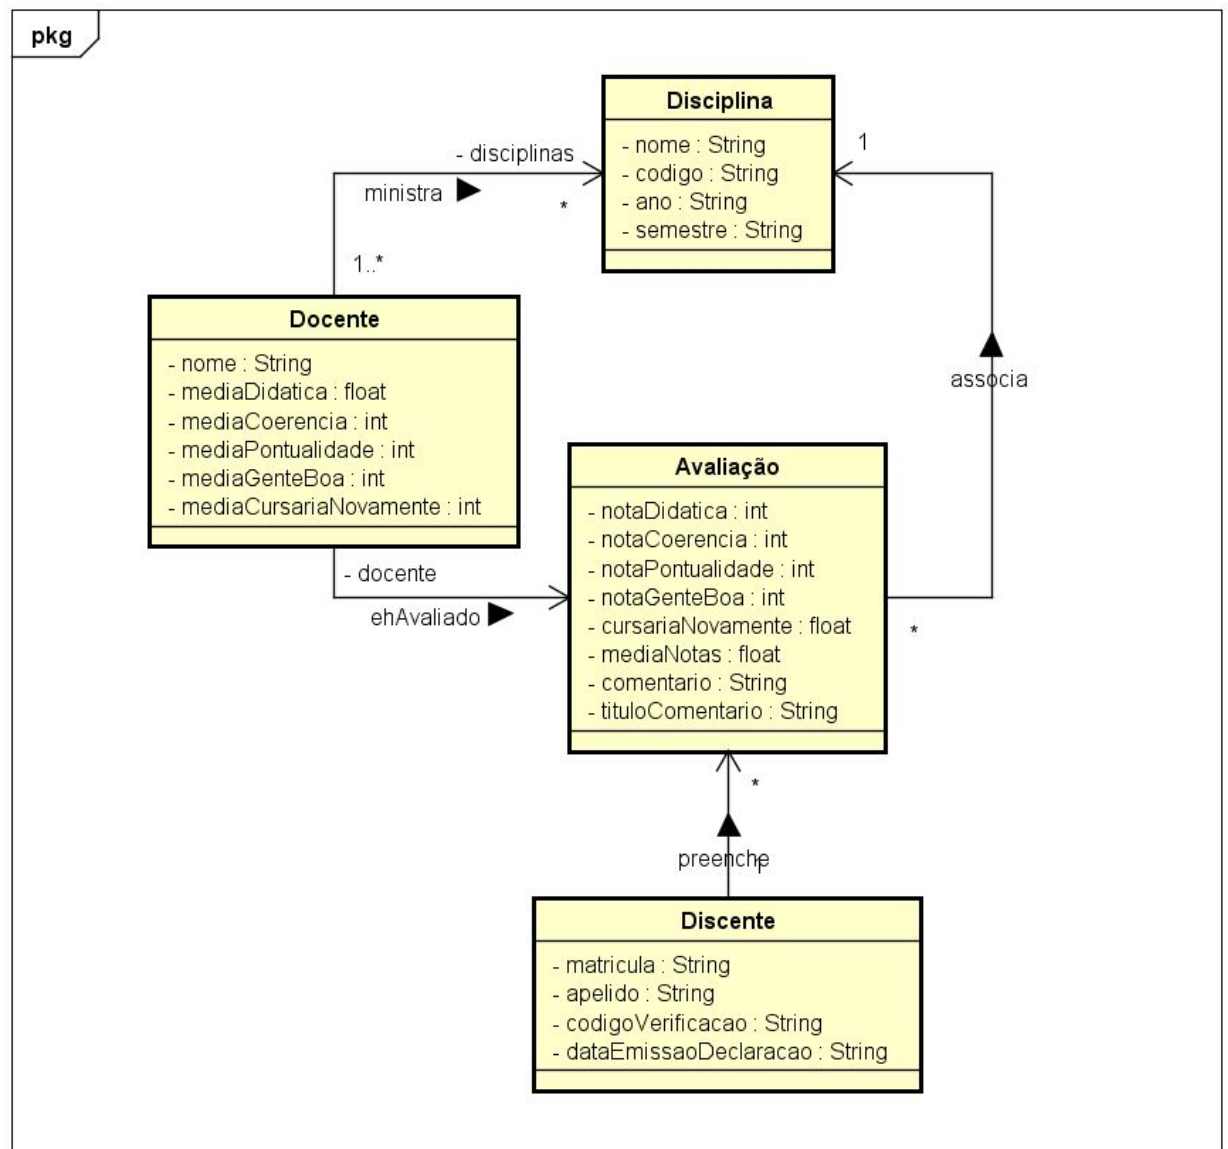 pkg
Disciplina
- nome : String
- codigo : String
- ano : String
- semestre : String
1
- disciplinas
ministra
*
1..*
Docente
- nome : String
- mediaDidatica : float
- mediaCoerencia : int
- mediaPontualidade : int
- mediaGenteBoa : int
- mediaCursariaNovamente : int
associa
- docente
ehAvaliado
Avaliação
- notaDidatica : int
- notaCoerencia : int
- notaPontualidade : int
- notaGenteBoa : int
- cursariaNovamente : float
- mediaNotas : float
- comentario : String
- tituloComentario : String
*
*
preenche
1
Discente
- matricula : String
- apelido : String
- codigoVerificacao : String
- dataEmissaoDeclaracao : String